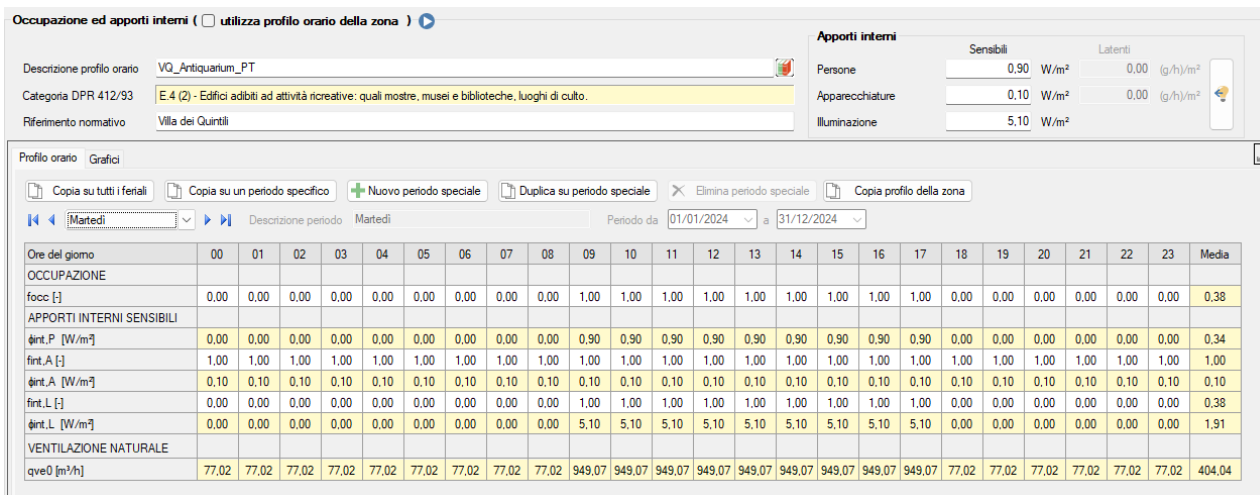 Occupazione ed apporti interni ( utilizza profilo orario della zona )
Descrizione profilo orario VQ_Antiquarium_PT
Categoria DPR 412/93 E.4 (2) - Edifici adibiti ad attività ricreative: quali mostre, musei e biblioteche, luoghi di culto.
Riferimento normativo Villa dei Quintili
Apporti interni
Sensibili Latenti
Persone 0,90 W/m² 0,00 (g/h)/m²
Apparecchiature 0,10 W/m² 0,00 (g/h)/m²
Illuminazione 5,10 W/m²
Profilo orario Grafici
Copia su tutti i feriali Copia su un periodo specifico Nuovo periodo speciale Duplica su periodo speciale Elimina periodo speciale Copia profilo della zona
Martedì Descrizione periodo Martedì Periodo da 01/01/2024 a 31/12/2024
Ore del giorno 00 01 02 03 04 05 06 07 08 09 10 11 12 13 14 15 16 17 18 19 20 21 22 23 Media
OCCUPAZIONE
focc [-] 0,00 0,00 0,00 0,00 0,00 0,00 0,00 0,00 0,00 1,00 1,00 1,00 1,00 1,00 1,00 1,00 1,00 1,00 0,00 0,00 0,00 0,00 0,00 0,00 0,38
APPORTI INTERNI SENSIBILI
ϕint,P [W/m²] 0,00 0,00 0,00 0,00 0,00 0,00 0,00 0,00 0,00 0,90 0,90 0,90 0,90 0,90 0,90 0,90 0,90 0,90 0,00 0,00 0,00 0,00 0,00 0,00 0,34
fint,A [-] 1,00 1,00 1,00 1,00 1,00 1,00 1,00 1,00 1,00 1,00 1,00 1,00 1,00 1,00 1,00 1,00 1,00 1,00 1,00 1,00 1,00 1,00 1,00 1,00 1,00
ϕint,A [W/m²] 0,10 0,10 0,10 0,10 0,10 0,10 0,10 0,10 0,10 0,10 0,10 0,10 0,10 0,10 0,10 0,10 0,10 0,10 0,10 0,10 0,10 0,10 0,10 0,10 0,10
fint,L [-] 0,00 0,00 0,00 0,00 0,00 0,00 0,00 0,00 0,00 1,00 1,00 1,00 1,00 1,00 1,00 1,00 1,00 1,00 0,00 0,00 0,00 0,00 0,00 0,00 0,38
ϕint,L [W/m²] 0,00 0,00 0,00 0,00 0,00 0,00 0,00 0,00 0,00 5,10 5,10 5,10 5,10 5,10 5,10 5,10 5,10 5,10 0,00 0,00 0,00 0,00 0,00 0,00 1,91
VENTILAZIONE NATURALE
qve0 [m³/h] 77,02 77,02 77,02 77,02 77,02 77,02 77,02 77,02 77,02 949,07 949,07 949,07 949,07 949,07 949,07 949,07 949,07 949,07 77,02 77,02 77,02 77,02 77,02 77,02 404,04